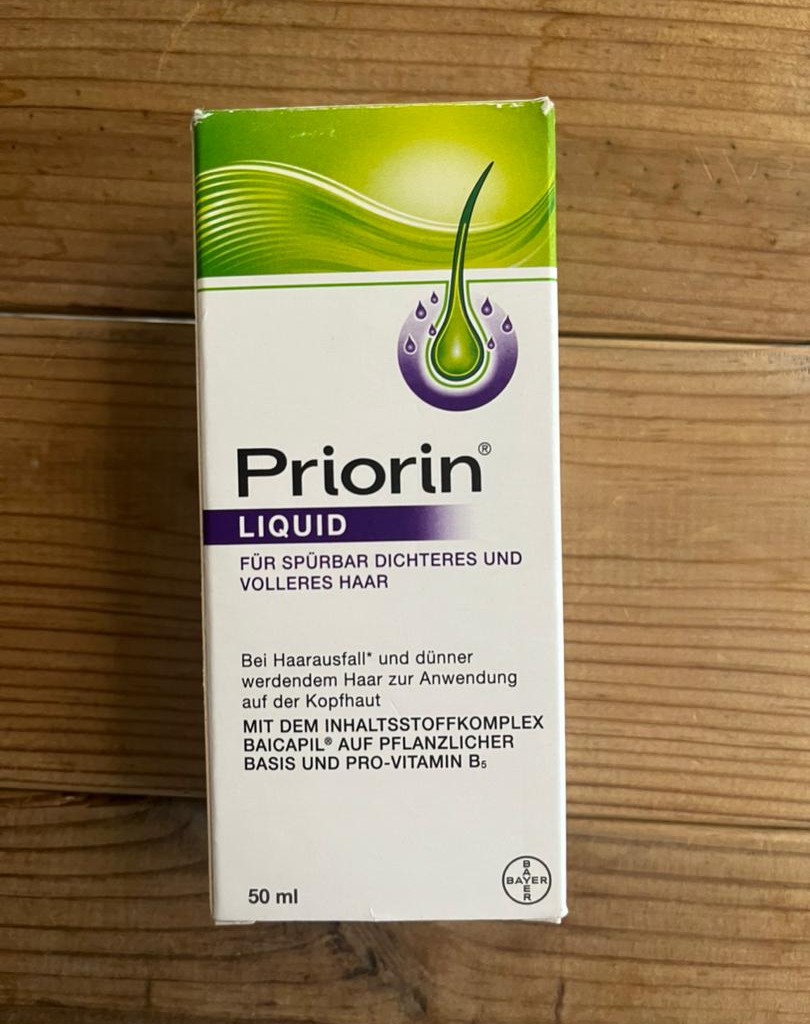 Priorin®
LIQUID
FÜR SPÜRBAR DICHTERES UND
VOLLERES HAAR
Bei Haarausfall* und dünner
werdendem Haar zur Anwendung
auf der Kopfhaut
MIT DEM INHALTSSTOFFKOMPLEX
BAICAPIL® AUF PFLANZLICHER
BASIS UND PRO-VITAMIN B₅
50 ml
BAYER
BAYER